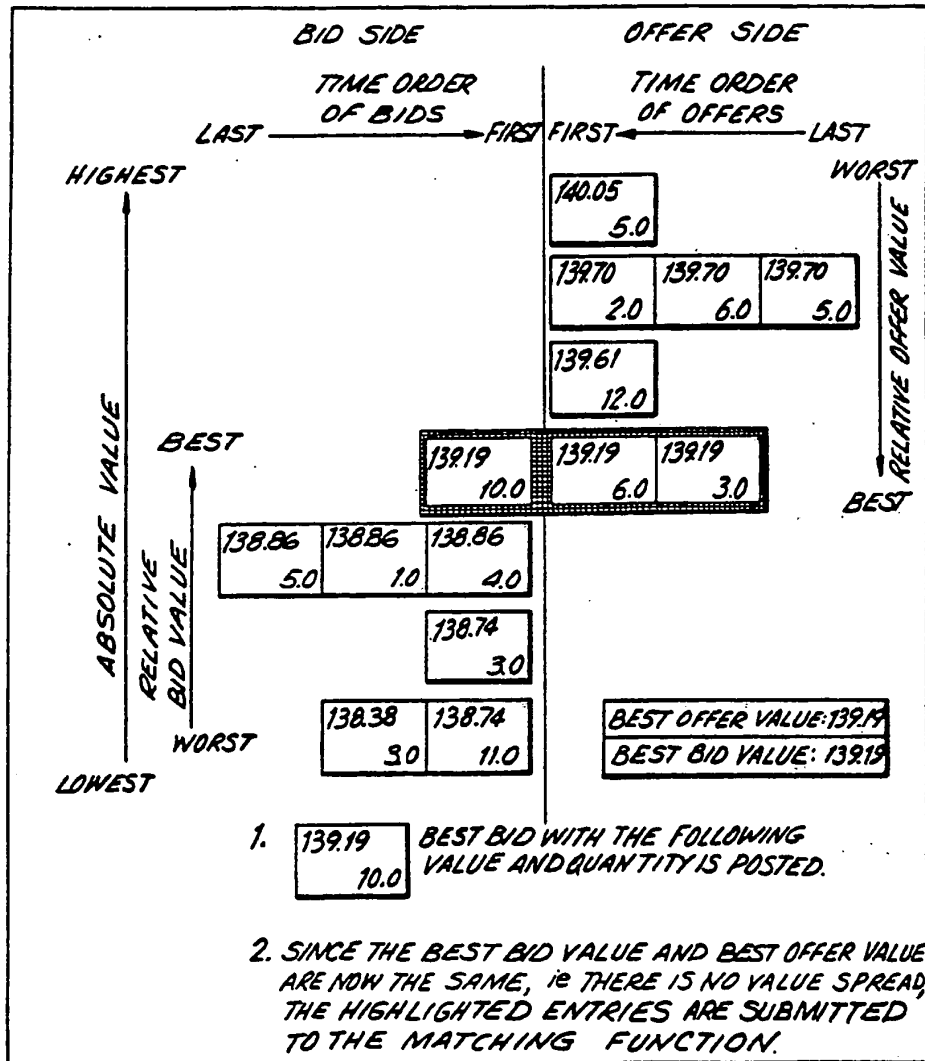 BID SIDE
OFFER SIDE
TIME ORDER
OF BIDS
TIME ORDER
OF OFFERS
LAST
FIRST
FIRST
LAST
HIGHEST
WORST
140.05
5.0
139.70
139.70
139.70
2.0
6.0
5.0
139.61
12.0
RELATIVE OFFER VALUE
ABSOLUTE VALUE
RELATIVE
BID VALUE
BEST
139.19
139.19
139.19
10.0
6.0
3.0
BEST
138.86
138.86
138.86
5.0
1.0
4.0
138.74
3.0
138.38
138.74
3.0
11.0
WORST
LOWEST
BEST OFFER VALUE: 139.19
BEST BID VALUE: 139.19
1.
139.19
10.0
BEST BID WITH THE FOLLOWING
VALUE AND QUANTITY IS POSTED.
2. SINCE THE BEST BID VALUE AND BEST OFFER VALUE
ARE NOW THE SAME, ie THERE IS NO VALUE SPREAD,
THE HIGHLIGHTED ENTRIES ARE SUBMITTED
TO THE MATCHING FUNCTION.